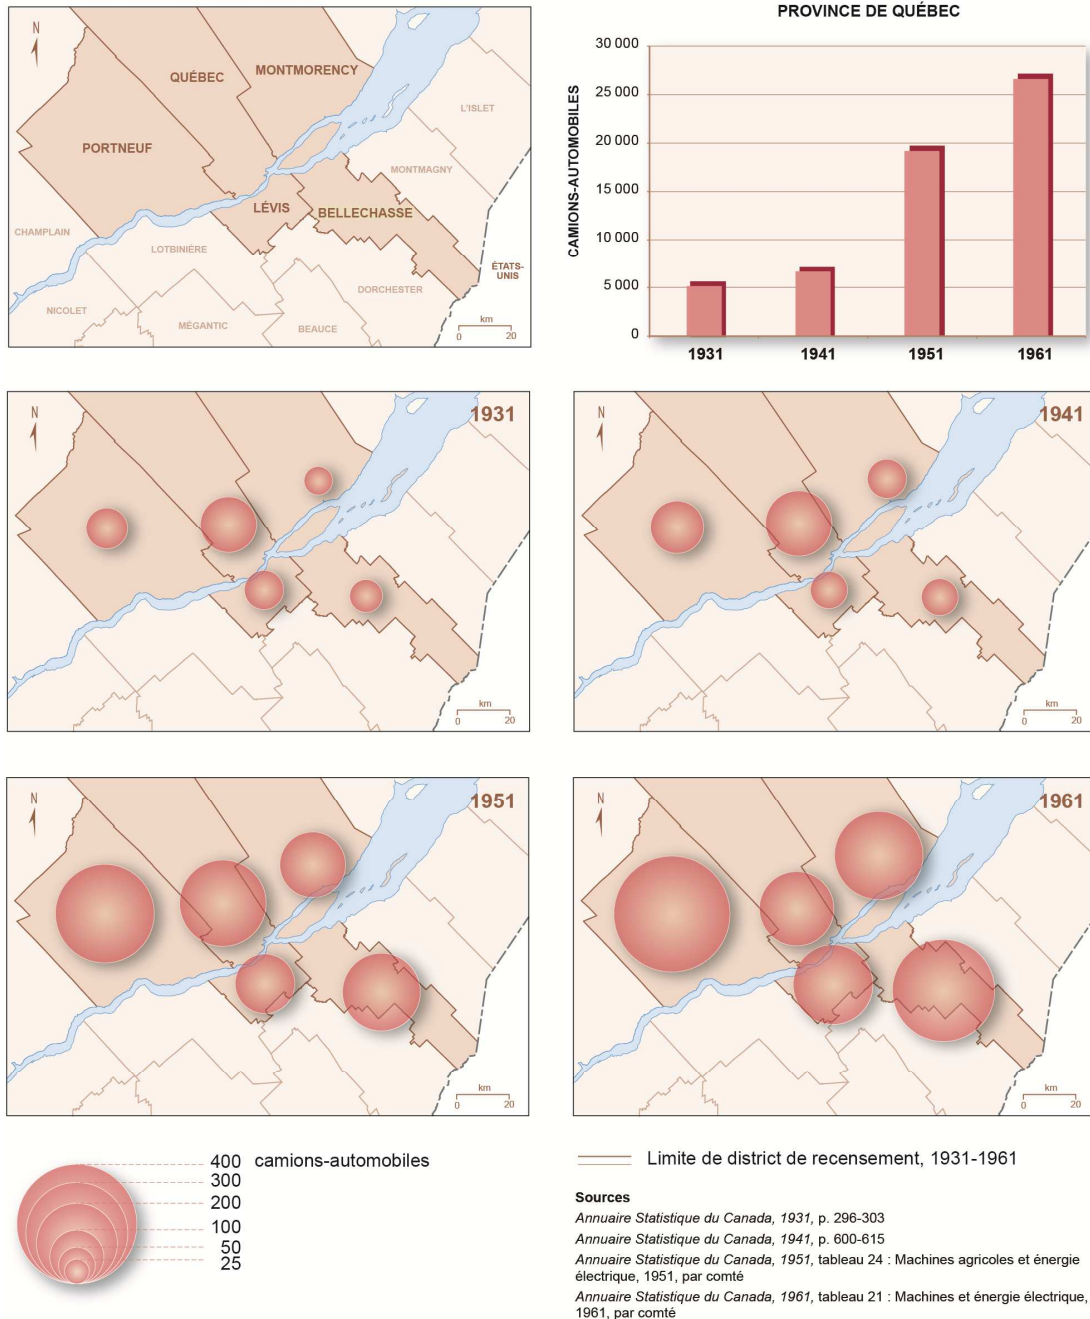 N
QUÉBEC
MONTMORENCY
L'ISLET
PORTNEUF
MONTMAGNY
LÉVIS
BELLECHASSE
CHAMPLAIN
LOTBINIÈRE
ÉTATS-
UNIS
DORCHESTER
NICOLET
MÉGANTIC
BEAUCE
km
0 20
PROVINCE DE QUÉBEC
CAMIONS-AUTOMOBILES
30 000
25 000
20 000
15 000
10 000
5 000
0
1931 1941 1951 1961
N
1931
km
0 20
N
1941
km
0 20
N
1951
km
0 20
N
1961
km
0 20
400 camions-automobiles
300
200
100
50
25
Limite de district de recensement, 1931-1961
Sources
Annuaire Statistique du Canada, 1931, p. 296-303
Annuaire Statistique du Canada, 1941, p. 600-615
Annuaire Statistique du Canada, 1951, tableau 24 : Machines agricoles et énergie
électrique, 1951, par comté
Annuaire Statistique du Canada, 1961, tableau 21 : Machines et énergie électrique,
1961, par comté